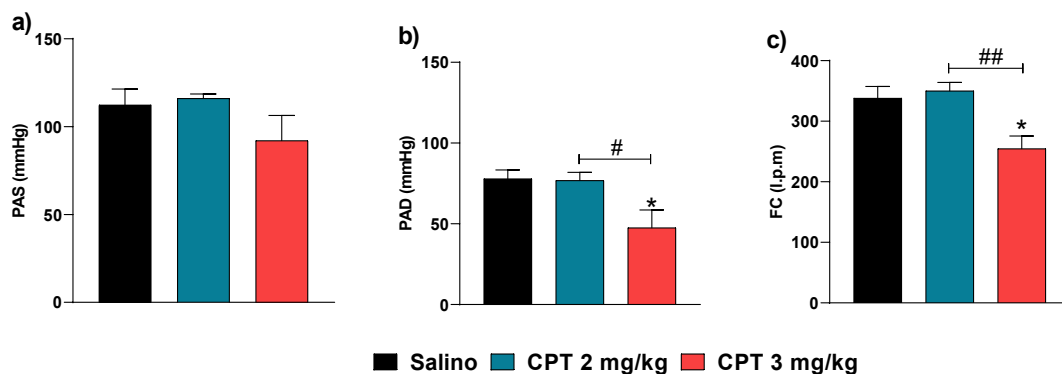 a)
150
100
50
0
PAS (mmHg)
b)
150
100
50
0
PAD (mmHg)
#
*
c)
400
300
200
100
0
FC (l.p.m)
##
*
Salino CPT 2 mg/kg CPT 3 mg/kg